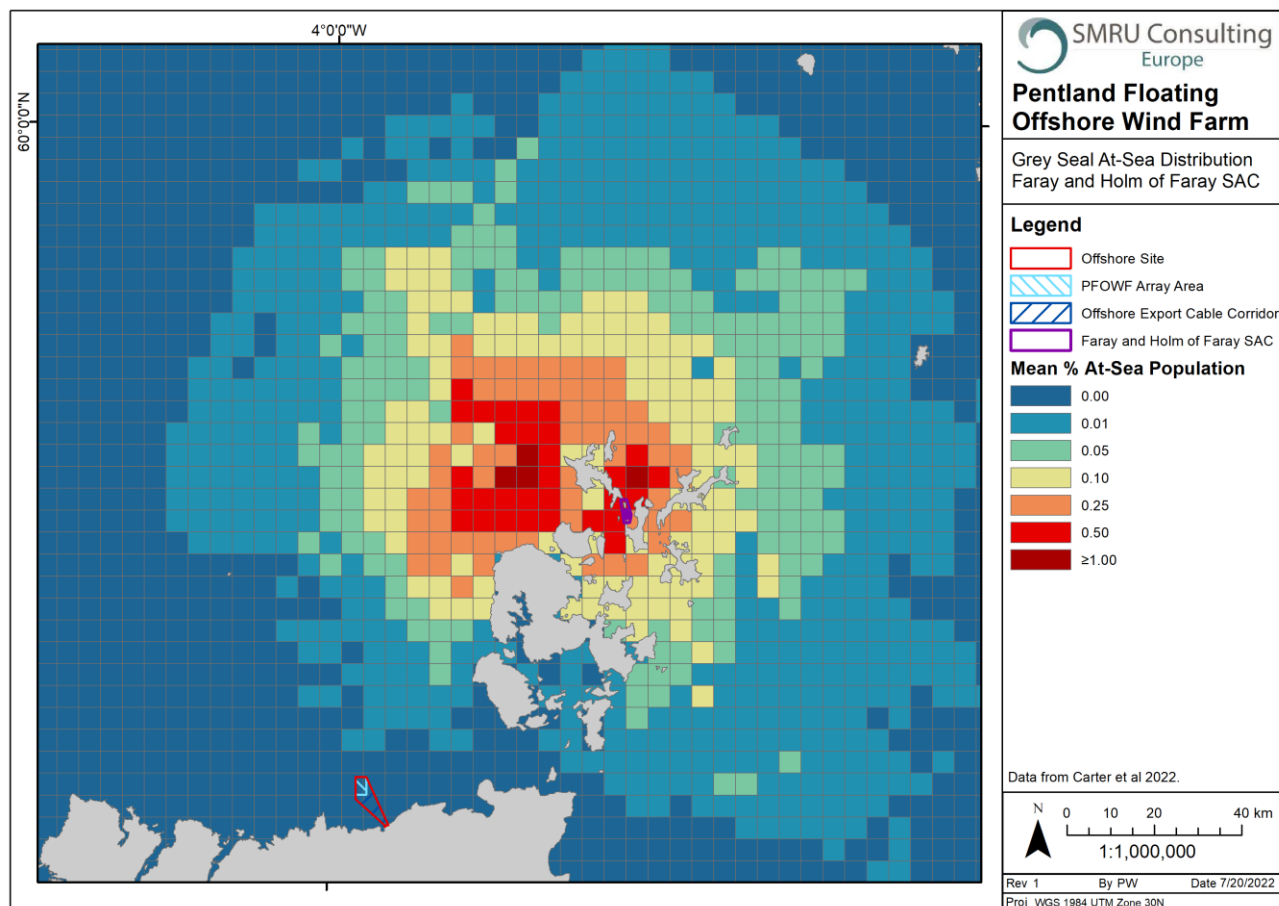 4°0'0"W
60°0'0"N
SMRU Consulting
Europe
Pentland Floating
Offshore Wind Farm
Grey Seal At-Sea Distribution
Faray and Holm of Faray SAC
Legend
Offshore Site
PFOWF Array Area
Offshore Export Cable Corridor
Faray and Holm of Faray SAC
Mean % At-Sea Population
0.00
0.01
0.05
0.10
0.25
0.50
≥1.00
Data from Carter et al 2022.
N
0 10 20 40 km
1:1,000,000
Rev 1 By PW Date 7/20/2022
Proj WGS 1984 UTM Zone 30N